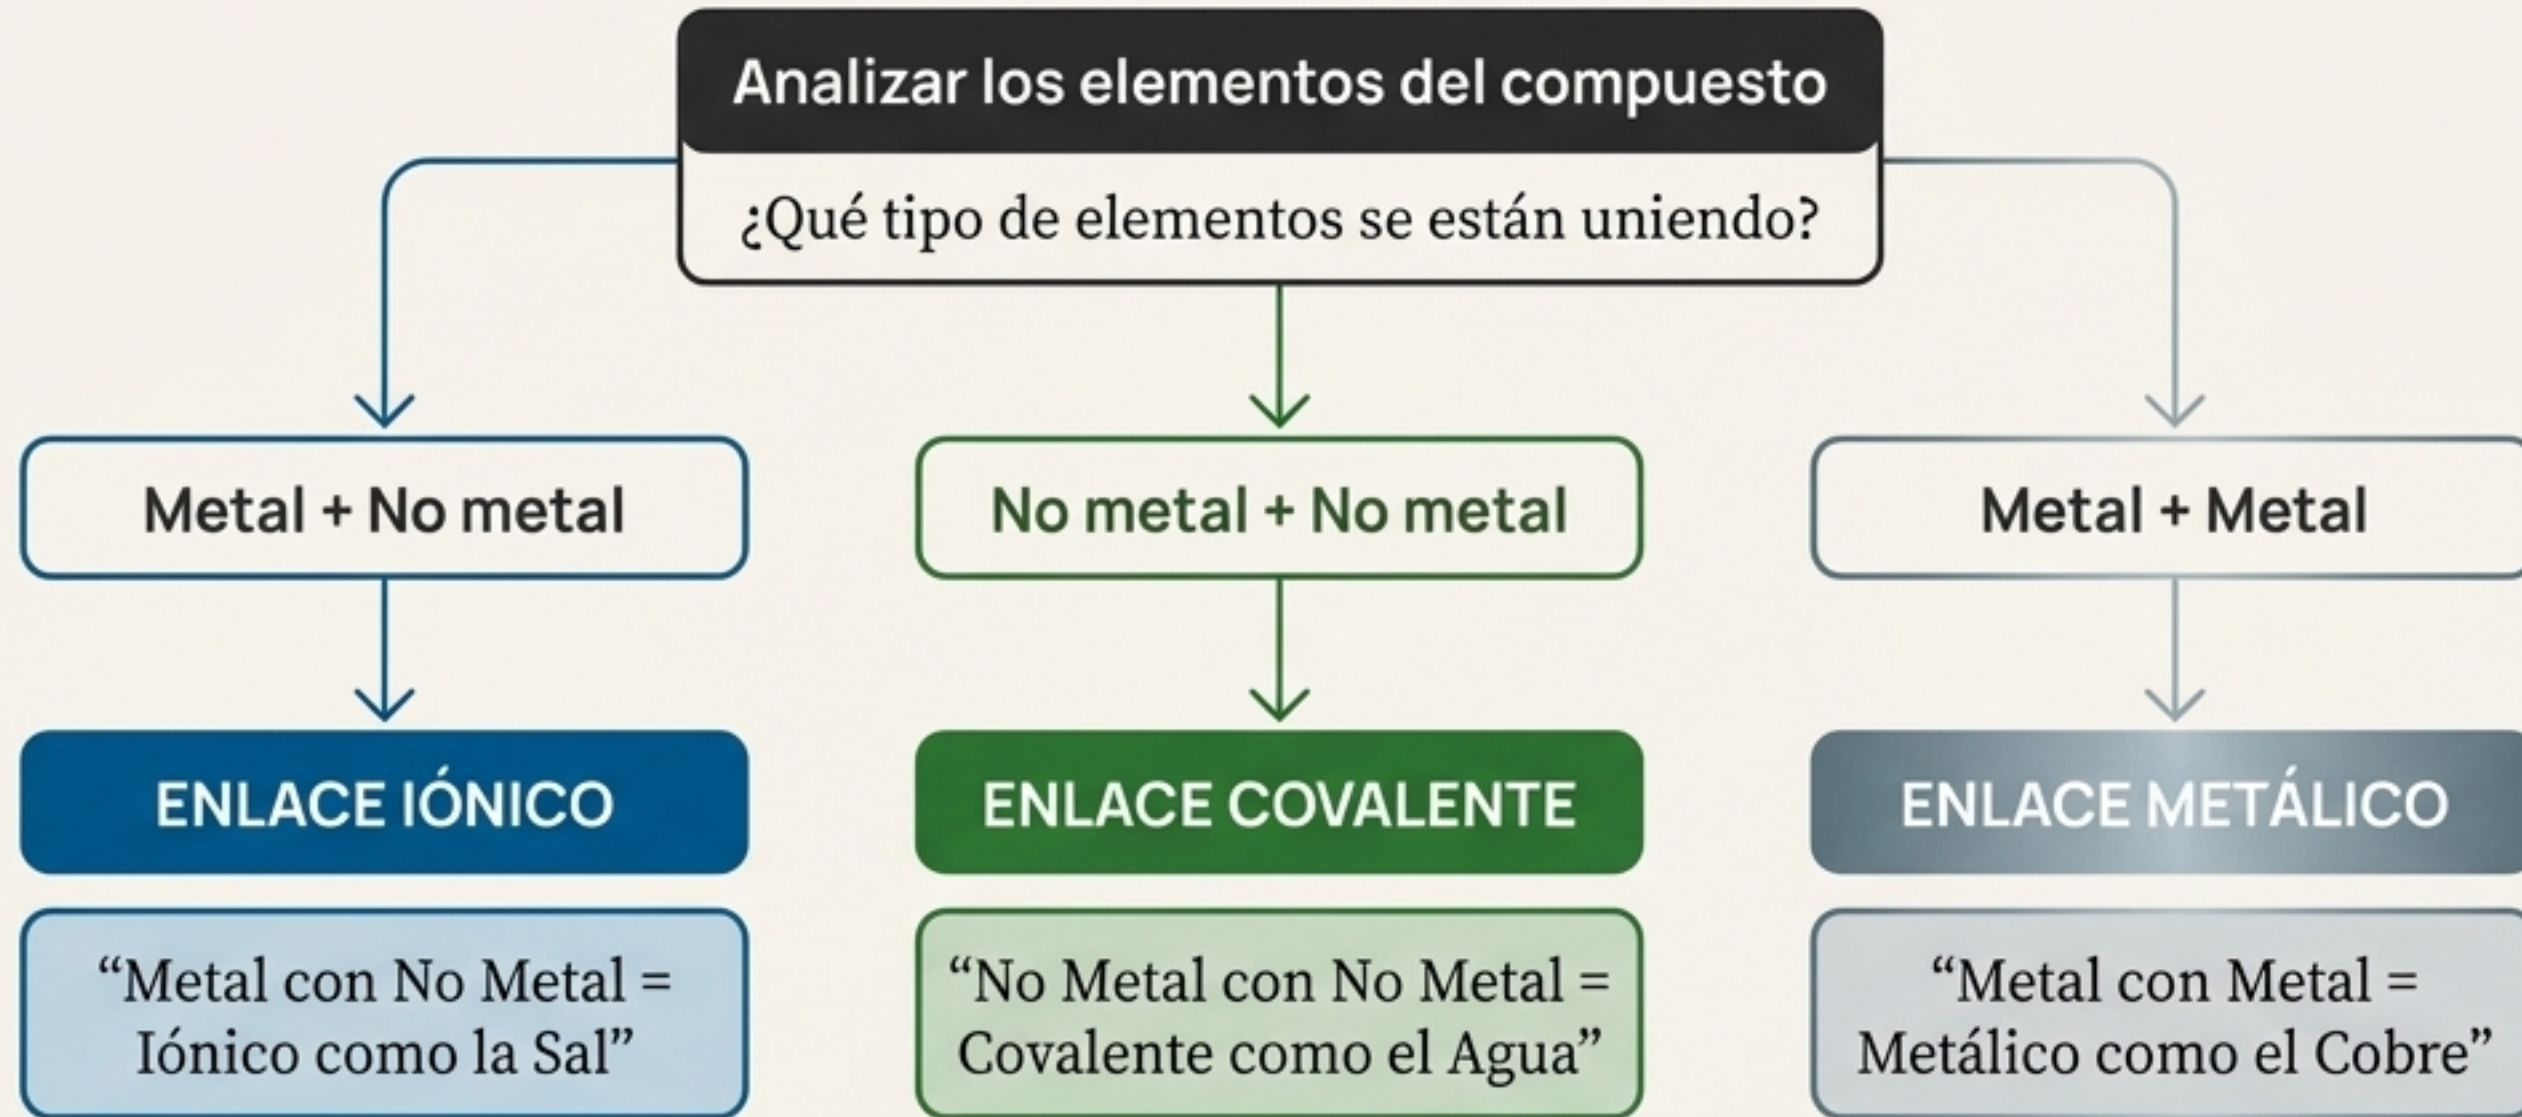 Analizar los elementos del compuesto
¿Qué tipo de elementos se están uniendo?
Metal + No metal
No metal + No metal
Metal + Metal
ENLACE IÓNICO
ENLACE COVALENTE
ENLACE METÁLICO
“Metal con No Metal =
Iónico como la Sal”
“No Metal con No Metal =
Covalente como el Agua”
“Metal con Metal =
Metálico como el Cobre”